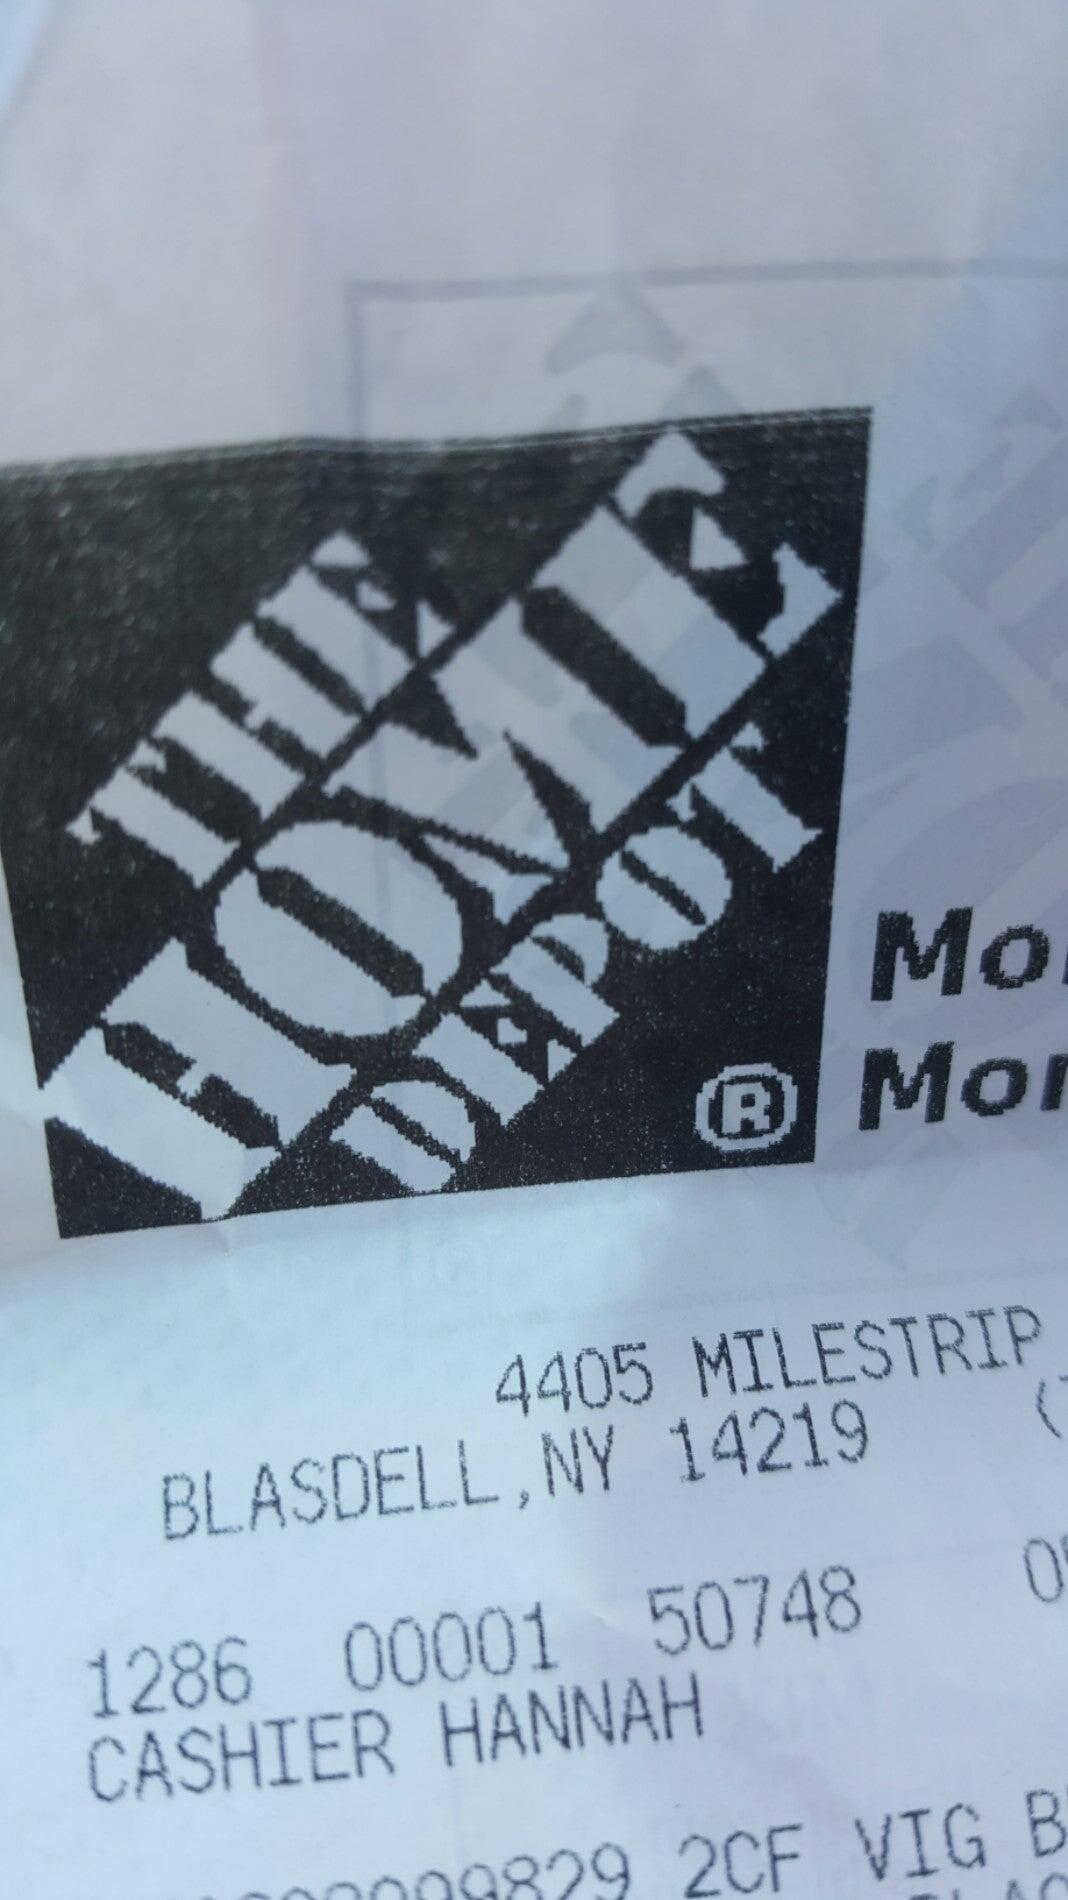 THE
HOME
DEPOT
®
4405 MILESTRIP
BLASDELL,NY 14219
1286 00001 50748
CASHIER HANNAH
2CF VIG